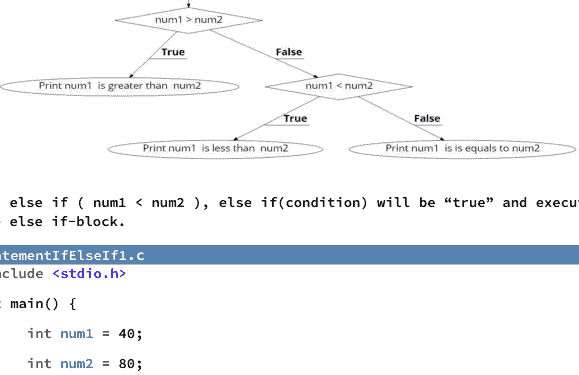 num1 > num2
True
False
Print num1 is greater than num2
num1 < num2
True
False
Print num1 is less than num2
Print num1 is is equals to num2
else if ( num1 < num2 ), else if(condition) will be “true” and execu
else if-block.
atementIfElseIf1.c
nclude <stdio.h>
t main() {
int num1 = 40;
int num2 = 80;